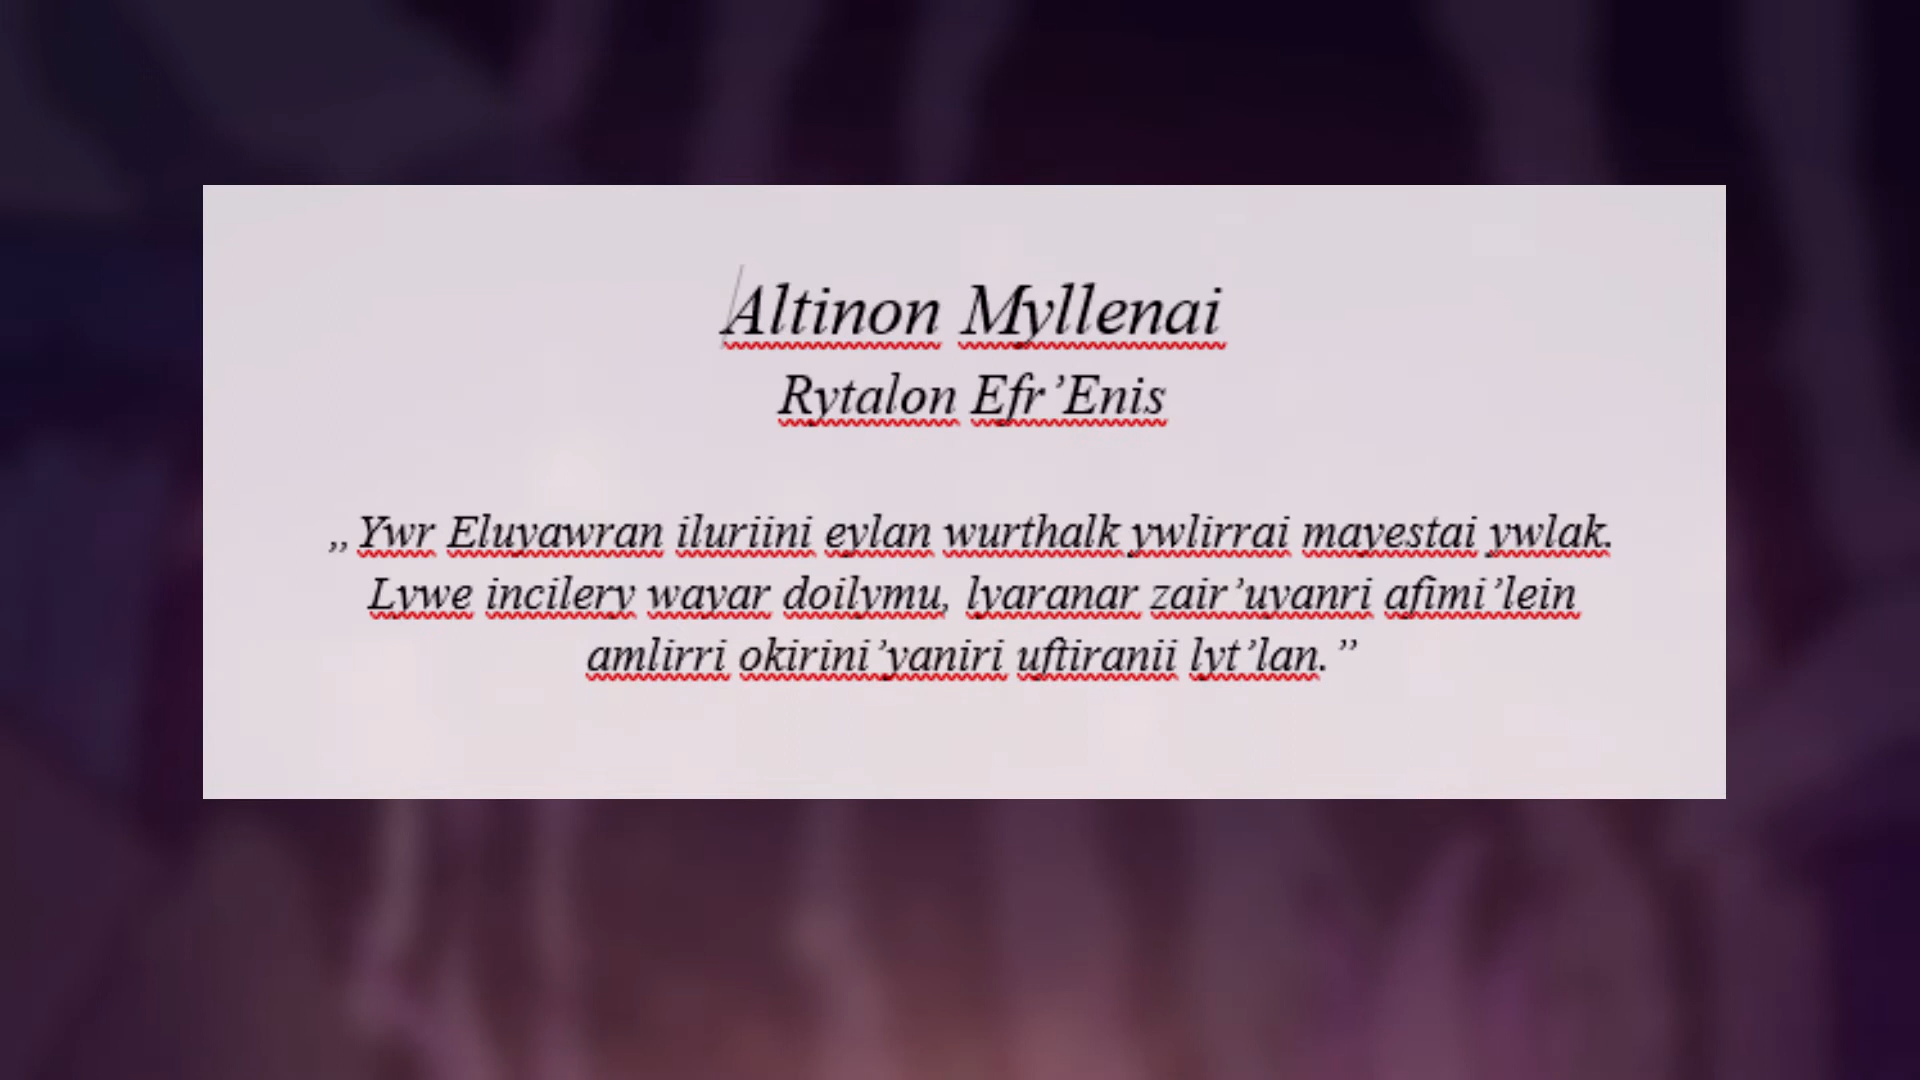 Altinon Myllenai
Rytalon Efr’Enis
„Ywr Eluyawran iluriini eylan wurthalk ywlirrai mayestai ywlak.
Lywe incilery wayar doilymu, lyaranar zair’uyanri afimi’lein
amlirri okirini’yaniri uftiranii lyt’lan.”